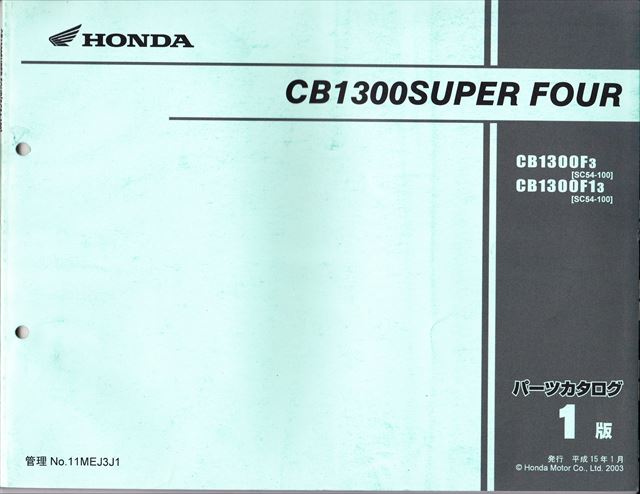 HONDA
CB1300SUPER FOUR
CB1300F3
[SC54-100]
CB1300F13
[SC54-100]
パーツカタログ
1版
発行 平成15年1月
© Honda Motor Co., Ltd. 2003
管理 No.11MEJ3J1